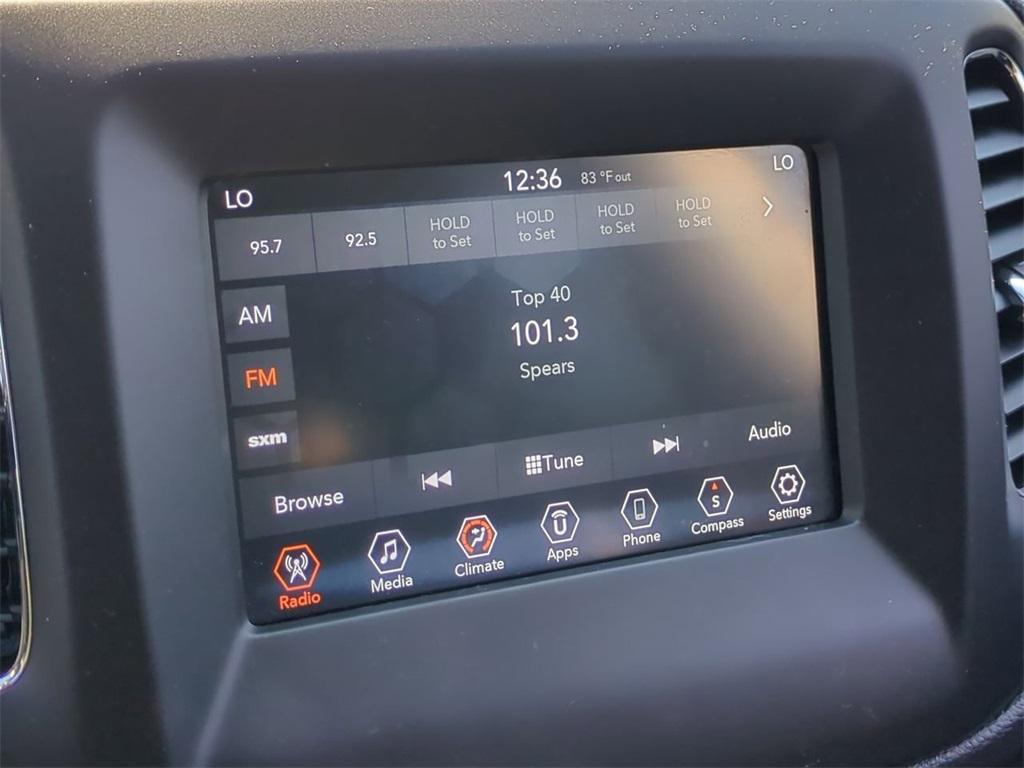 LO 12:36 83 °F out LO
95.7 92.5 HOLD to Set HOLD to Set HOLD to Set HOLD to Set
AM
FM
sxm
Top 40
101.3
Spears
Browse Tune Audio
Radio Media Climate Apps Phone S Compass Settings